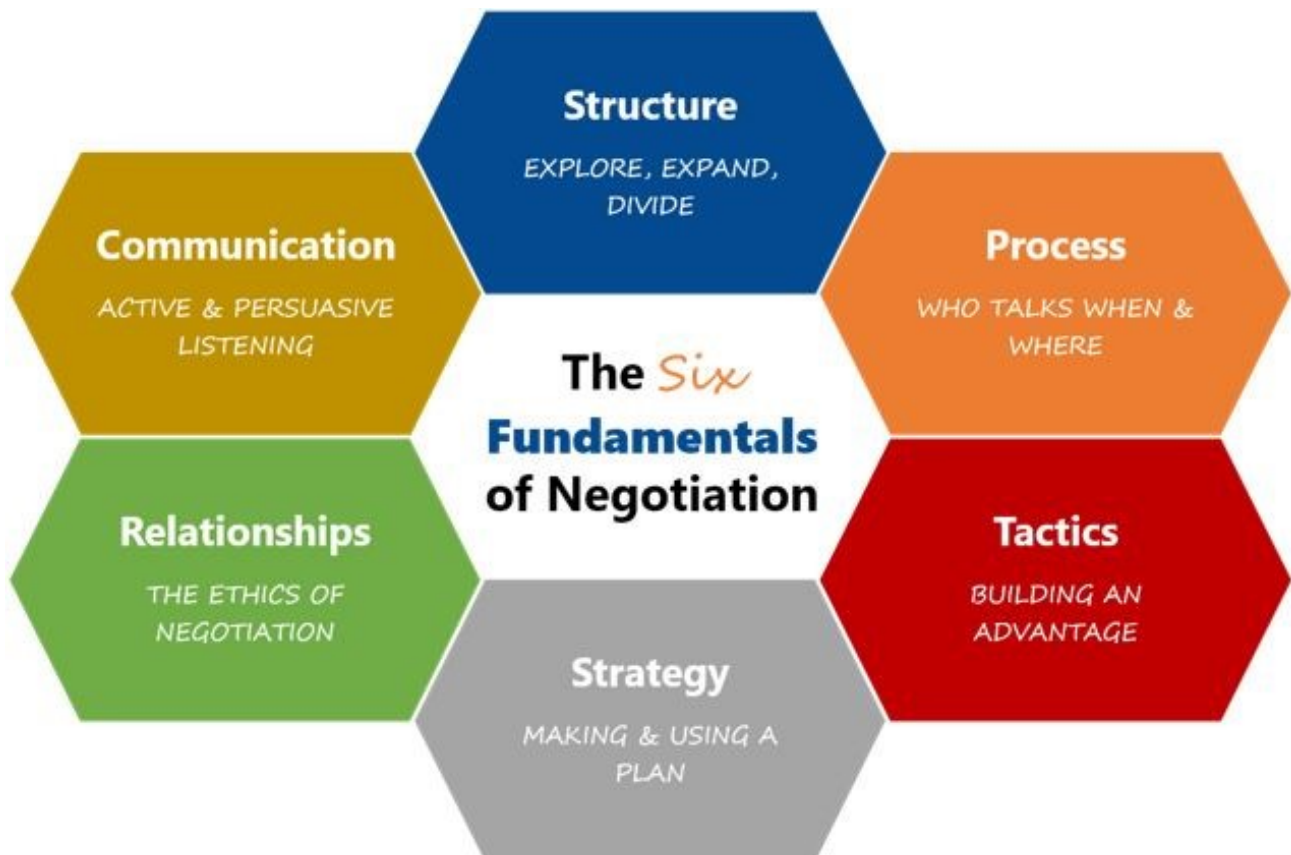 Structure
EXPLORE, EXPAND,
DIVIDE
Communication
ACTIVE & PERSUASIVE
LISTENING
Process
WHO TALKS WHEN &
WHERE
The Six
Fundamentals
of Negotiation
Relationships
THE ETHICS OF
NEGOTIATION
Tactics
BUILDING AN
ADVANTAGE
Strategy
MAKING & USING A
PLAN